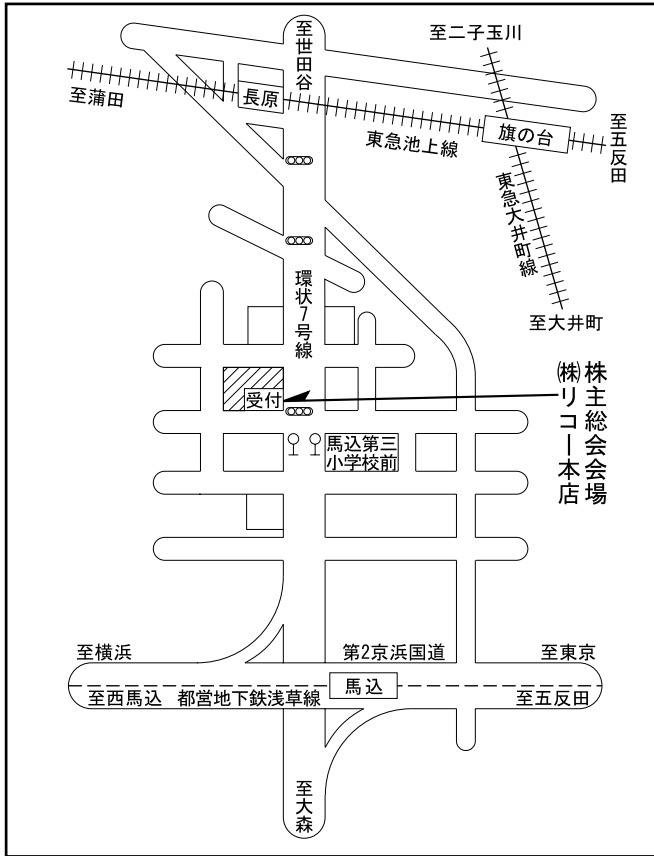 至世田谷
至二子玉川
至蒲田
長原
東急池上線
旗の台
至五反田
東急大井町線
至大井町
環状7号線
株主総会会場
㈱リコー本店
受付
馬込第三
小学校前
至横浜
第2京浜国道
至東京
至西馬込
都営地下鉄浅草線
馬込
至五反田
至大森